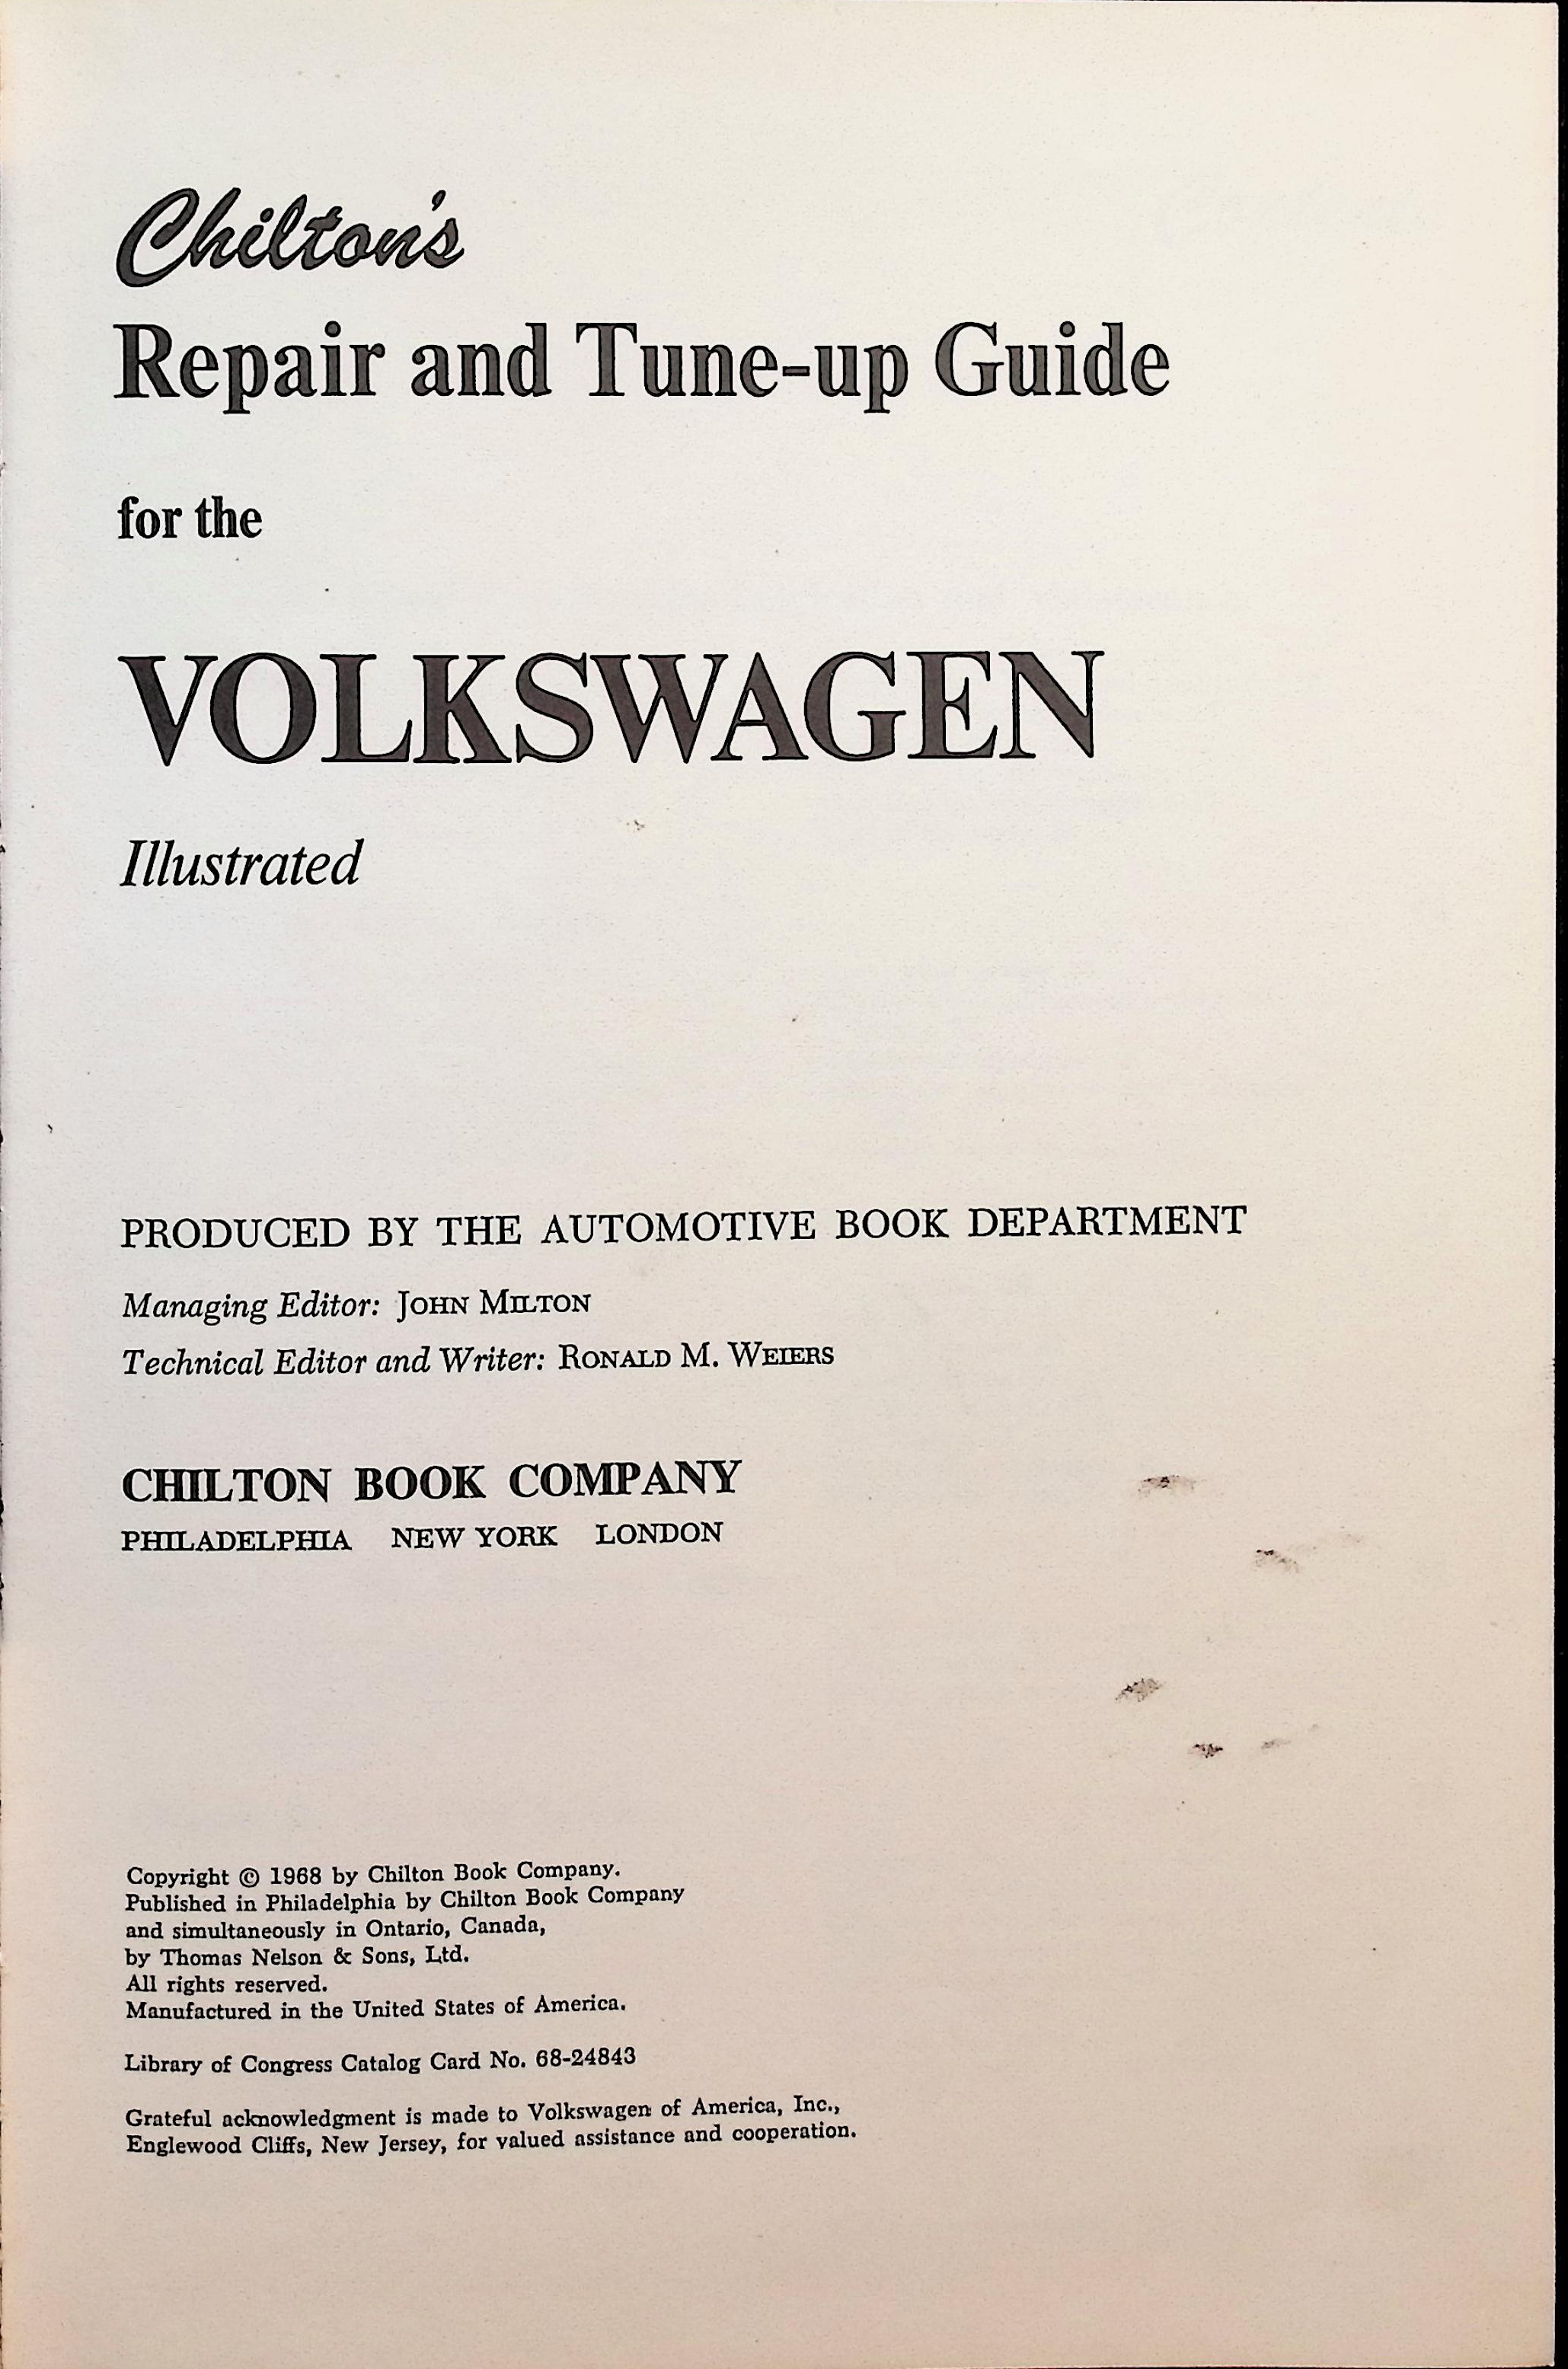 Chilton's
Repair and Tune-up Guide
for the
VOLKSWAGEN
Illustrated
PRODUCED BY THE AUTOMOTIVE BOOK DEPARTMENT
Managing Editor: JOHN MILTON
Technical Editor and Writer: RONALD M. WEIERS
CHILTON BOOK COMPANY
PHILADELPHIA NEW YORK LONDON
Copyright © 1968 by Chilton Book Company.
Published in Philadelphia by Chilton Book Company
and simultaneously in Ontario, Canada,
by Thomas Nelson & Sons, Ltd.
All rights reserved.
Manufactured in the United States of America.
Library of Congress Catalog Card No. 68-24843
Grateful acknowledgment is made to Volkswagen of America, Inc.,
Englewood Cliffs, New Jersey, for valued assistance and cooperation.